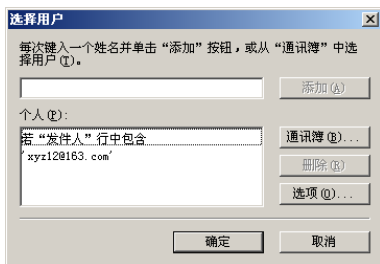 选择用户
每次键入一个姓名并单击“添加”按钮，或从“通讯簿”中选
择用户(T)。
添加(A)
个人(P):
若“发件人”行中包含
'xyz12@163.com'
通讯簿(B)...
删除(R)
选项(O)...
确定
取消